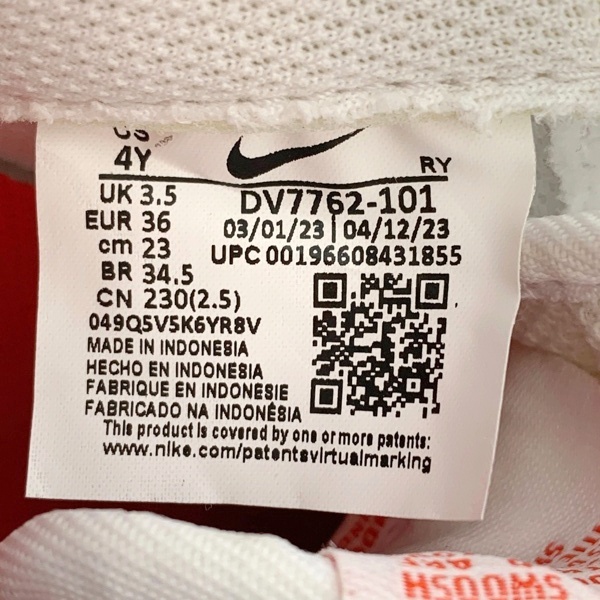 US
4Y
RY
UK 3.5
EUR 36
cm 23
BR 34.5
CN 230(2.5)
DV7762-101
03/01/23 | 04/12/23
UPC 00196608431855
049Q5V5K6YR8V
MADE IN INDONESIA
HECHO EN INDONESIA
FABRIQUE EN INDONESIE
FABRICADO NA INDONÉSIA
This product is covered by one or more patents:
www.nike.com/patentsvirtualmarking
SWOOSH